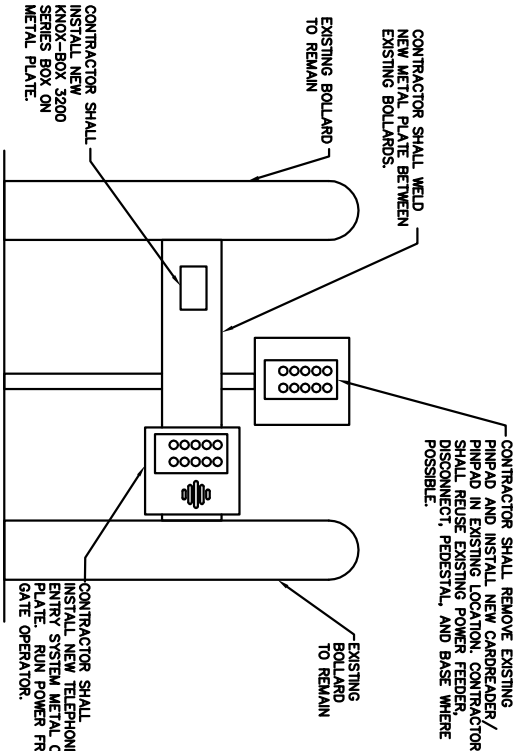 CONTRACTOR SHALL REMOVE EXISTING
PINPAD AND INSTALL NEW CARDREADER/
PINPAD IN EXISTING LOCATION. CONTRACTOR
SHALL REUSE EXISTING POWER FEEDER,
DISCONNECT, PEDESTAL, AND BASE WHERE
POSSIBLE.
CONTRACTOR SHALL WELD
NEW METAL PLATE BETWEEN
EXISTING BOLLARDS.
EXISTING BOLLARD
TO REMAIN
CONTRACTOR SHALL
INSTALL NEW
KNOX-BOX 3200
SERIES BOX ON
METAL PLATE.
EXISTING
BOLLARD
TO REMAIN
CONTRACTOR SHALL
INSTALL NEW
ENTRY SYSTEM METAL
PLATE. RUN POWER
GATE OPERATOR.